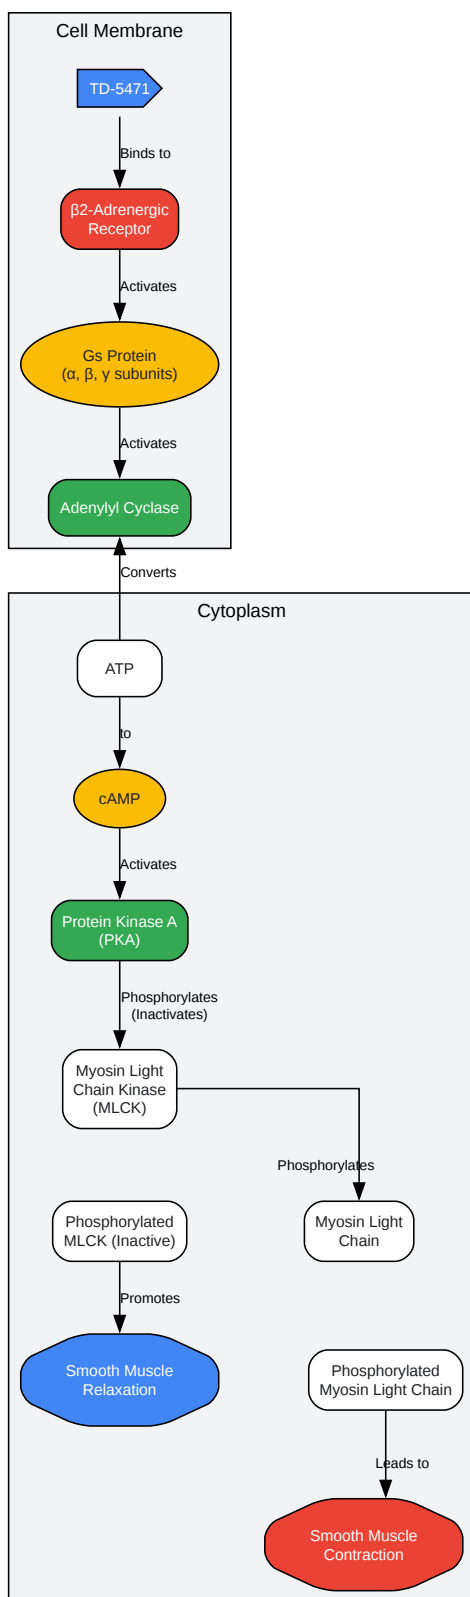 Cell Membrane
TD-5471
Binds to
β2-Adrenergic
Receptor
Activates
Gs Protein
(α, β, γ subunits)
Activates
Adenylyl Cyclase
Converts
Cytoplasm
ATP
to
cAMP
Activates
Protein Kinase A
(PKA)
Phosphorylates
(Inactivates)
Myosin Light
Chain Kinase
(MLCK)
Phosphorylates
Phosphorylated
MLCK (Inactive)
Myosin Light
Chain
Promotes
Smooth Muscle
Relaxation
Phosphorylated
Myosin Light Chain
Leads to
Smooth Muscle
Contraction